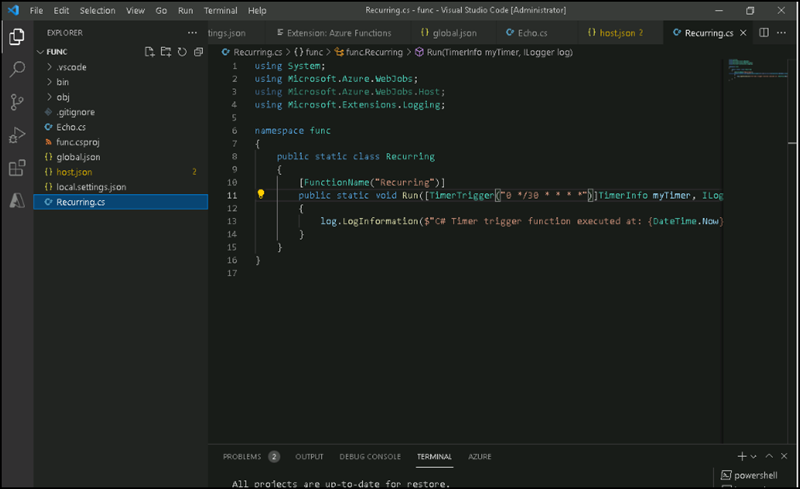 File Edit Selection View Go Run Terminal Help Recurring.cs - func - Visual Studio Code [Administrator]
EXPLORER
ttings.json Extension: Azure Functions global.json Echo.cs host.json 2 Recurring.cs
FUNC
Recurring.cs > {} func > func.Recurring > Run(TimerInfo myTimer, ILogger log)
.vscode
bin
obj
.gitignore
Echo.cs
func.csproj
global.json
host.json 2
local.settings.json
Recurring.cs
1 using System;
2 using Microsoft.Azure.WebJobs;
3 using Microsoft.Azure.WebJobs.Host;
4 using Microsoft.Extensions.Logging;
5
6 namespace func
7 {
8 public static class Recurring
9 {
10 [FunctionName("Recurring")]
11 public static void Run([TimerTrigger("0 */30 * * * *")]TimerInfo myTimer, ILog
12 {
13 log.LogInformation($"C# Timer trigger function executed at: {DateTime.Now}
14 }
15 }
16 }
17
PROBLEMS 2 OUTPUT DEBUG CONSOLE TERMINAL AZURE
All projects are up-to-date for restore.
powershell